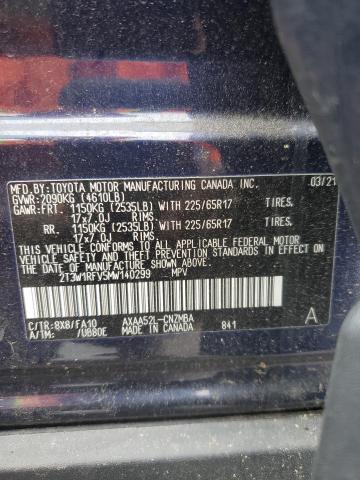 MFD.BY:TOYOTA MOTOR MANUFACTURING CANADA INC. 03/21
GVWR:2090KG (4610LB)
GAWR:FRT. 1150KG (2535LB) WITH 225/65R17 TIRES.
17x7.0J RIMS
RR. 1150KG (2535LB) WITH 225/65R17 TIRES.
17x7.0J RIMS
THIS VEHICLE CONFORMS TO ALL APPLICABLE FEDERAL MOTOR
VEHICLE SAFETY AND THEFT PREVENTION STANDARDS IN
EFFECT ON THE DATE OF MANUFACTURE SHOWN ABOVE.
2T3W1RFV5MW140299 MPV
C/TR:8X8/FA10 AXAA52L-CNZMBA A
A/TM: /UB80E MADE IN CANADA 841